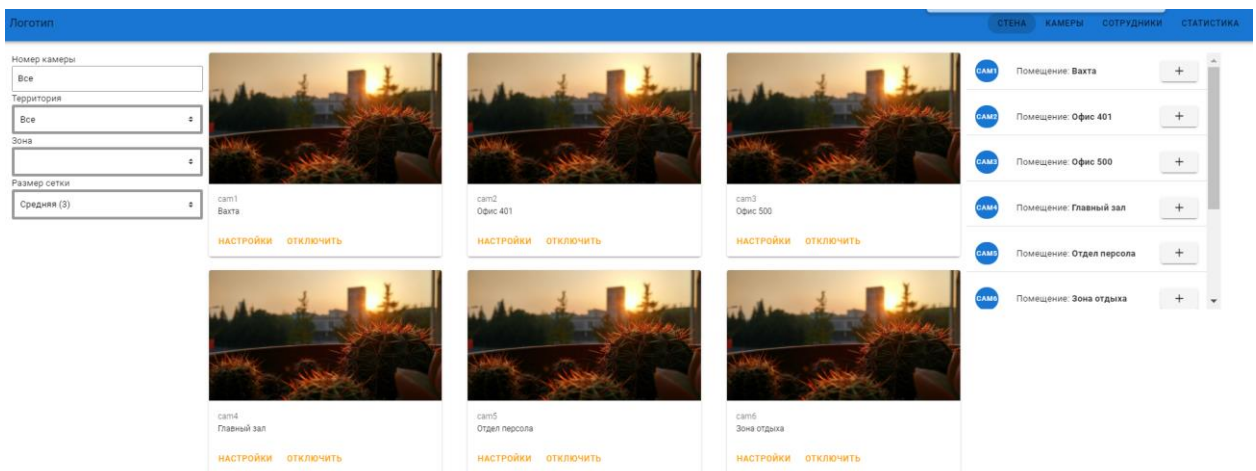 Логотип
СТЕНА КАМЕРЫ СОТРУДНИКИ СТАТИСТИКА
Номер камеры
Все
Территория
Все
Зона
Размер сетки
Средняя (3)
cam1
Вахта
НАСТРОЙКИ ОТКЛЮЧИТЬ
cam2
Офис 401
НАСТРОЙКИ ОТКЛЮЧИТЬ
cam3
Офис 500
НАСТРОЙКИ ОТКЛЮЧИТЬ
cam4
Главный зал
НАСТРОЙКИ ОТКЛЮЧИТЬ
cam5
Отдел персола
НАСТРОЙКИ ОТКЛЮЧИТЬ
cam6
Зона отдыха
НАСТРОЙКИ ОТКЛЮЧИТЬ
CAM1 Помещение: Вахта +
CAM2 Помещение: Офис 401 +
CAM3 Помещение: Офис 500 +
CAM4 Помещение: Главный зал +
CAM5 Помещение: Отдел персола +
CAM6 Помещение: Зона отдыха +